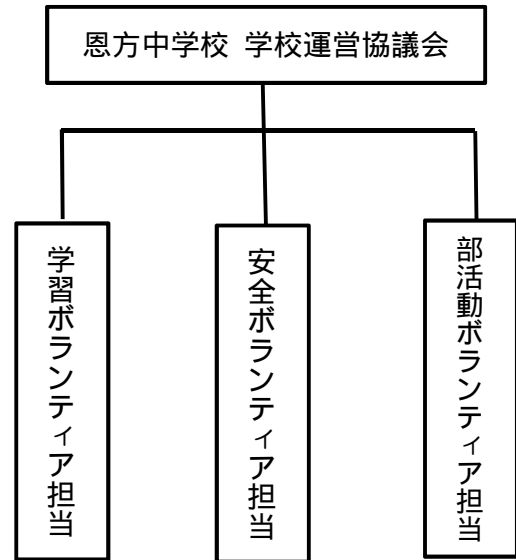 恩方中学校 学校運営協議会
学習ボランティア担当
安全ボランティア担当
部活動ボランティア担当